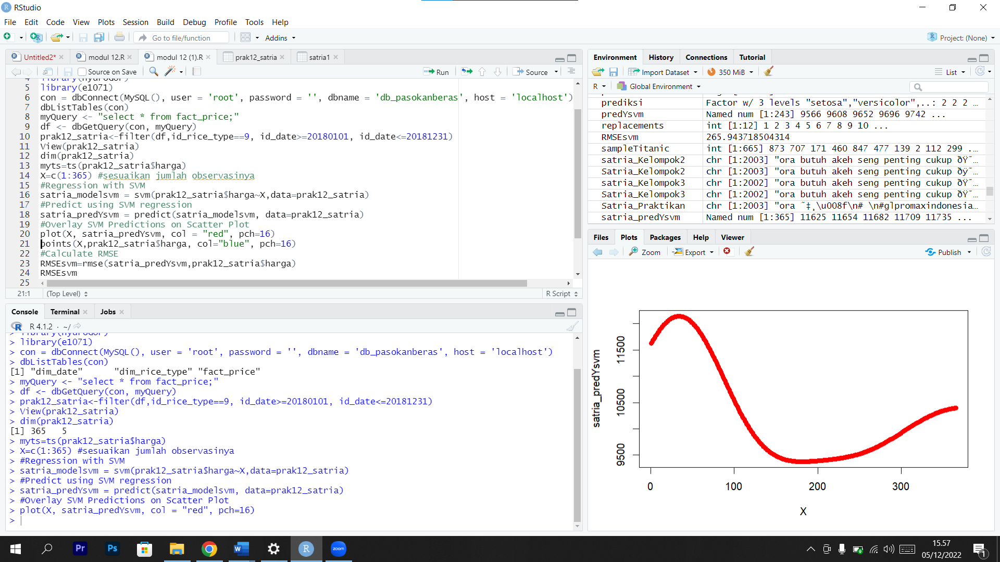 RStudio
File Edit Code View Plots Session Build Debug Profile Tools Help
Go to file/function Addins Project: (None)
Untitled2* modul 12.R modul 12 (1).R prak12_satria satria1
Source on Save Run Source
4 library(hydroGOF)
5 library(e1071)
6 con = dbConnect(MySQL(), user = 'root', password = '', dbname = 'db_pasokanberas', host = 'localhost')
7 dbListTables(con)
8 myQuery <- "select * from fact_price;"
9 df <- dbGetQuery(con, myQuery)
10 prak12_satria<-filter(df,id_rice_type==9, id_date>=20180101, id_date<=20181231)
11 View(prak12_satria)
12 dim(prak12_satria)
13 myts=ts(prak12_satria$harga)
14 X=c(1:365) #sesuaikan jumlah observasinya
15 #Regression with SVM
16 satria_modelsvm = svm(prak12_satria$harga~X,data=prak12_satria)
17 #Predict using SVM regression
18 satria_predYsvm = predict(satria_modelsvm, data=prak12_satria)
19 #Overlay SVM Predictions on Scatter Plot
20 plot(X, satria_predYsvm, col = "red", pch=16)
21 points(X,prak12_satria$harga, col="blue", pch=16)
22 #Calculate RMSE
23 RMSEsvm=rmse(satria_predYsvm,prak12_satria$harga)
24 RMSEsvm
25
21:1 (Top Level) R Script
Console Terminal Jobs
R 4.1.2 · ~/
> library(hydroGOF)
> library(e1071)
> con = dbConnect(MySQL(), user = 'root', password = '', dbname = 'db_pasokanberas', host = 'localhost')
> dbListTables(con)
[1] "dim_date" "dim_rice_type" "fact_price"
> myQuery <- "select * from fact_price;"
> df <- dbGetQuery(con, myQuery)
> prak12_satria<-filter(df,id_rice_type==9, id_date>=20180101, id_date<=20181231)
> View(prak12_satria)
> dim(prak12_satria)
[1] 365 5
> myts=ts(prak12_satria$harga)
> X=c(1:365) #sesuaikan jumlah observasinya
> #Regression with SVM
> satria_modelsvm = svm(prak12_satria$harga~X,data=prak12_satria)
> #Predict using SVM regression
> satria_predYsvm = predict(satria_modelsvm, data=prak12_satria)
> #Overlay SVM Predictions on Scatter Plot
> plot(X, satria_predYsvm, col = "red", pch=16)
>
Environment History Connections Tutorial
Import Dataset 350 MiB List
R Global Environment
prediksi Factor w/ 3 levels "setosa","versicolor",..: 2 2 2 …
predYsvm Named num [1:243] 9566 9608 9652 9696 9742 ...
replacements int [1:12] 1 2 3 4 5 6 7 8 9 10 ...
RMSEsvm 265.943718504314
sampleTitanic int [1:665] 873 707 171 460 847 477 139 2 112 299 .…
satria_Kelompok2 chr [1:2003] "ora butuh akeh seng penting cukup ðŸ˜…
satria_Kelompok2 chr [1:2003] "ora butuh akeh seng penting cukup ðÿ˜…
satria_Kelompok3 chr [1:2002] "ora butuh akeh seng penting cukup ðŸ˜…
satria_Kelompok3 chr [1:2002] "ora butuh akeh seng penting cukup ðŸ˜…
Satria_Praktikan chr [1:2003] "ora ˜‡¸\u008f\n# \n#glpromaxindonesia…
satria_predYsvm Named num [1:365] 11625 11654 11682 11709 11735 ...
Files Plots Packages Help Viewer
Zoom Export Publish
satria_predYsvm
11500
10500
9500
0 100 200 300
X
Pr Ps W R zoom
15.57
05/12/2022
1